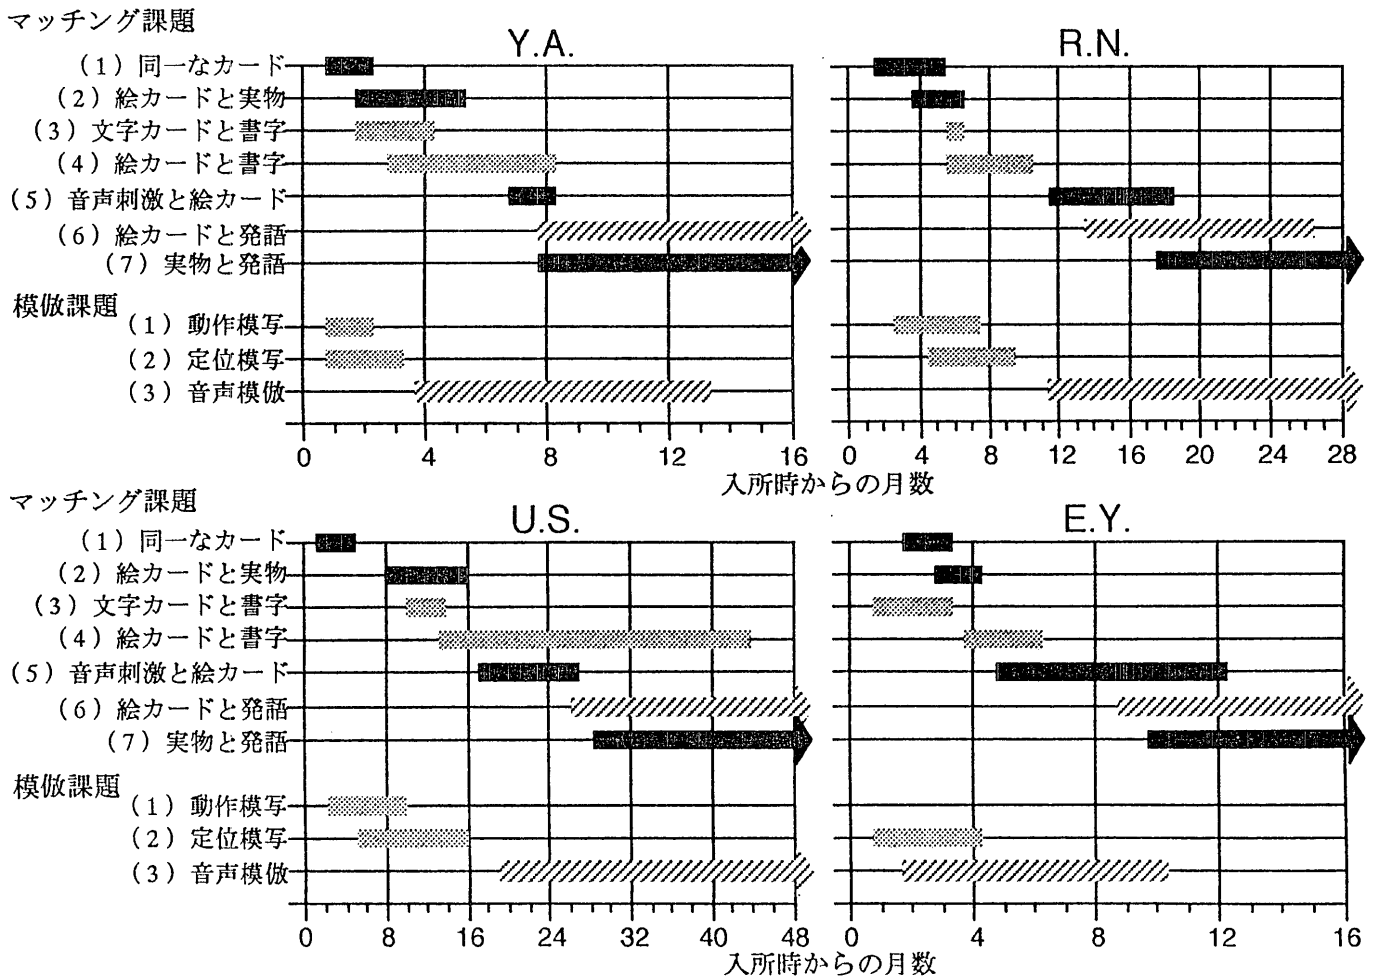 マッチング課題
Y.A.
R.N.
(1) 同一なカード
(2) 絵カードと実物
(3) 文字カードと書字
(4) 絵カードと書字
(5) 音声刺激と絵カード
(6) 絵カードと発語
(7) 実物と発語
模倣課題
(1) 動作模写
(2) 定位模写
(3) 音声模倣
0 4 8 12 16
0 4 8 12 16 20 24 28
入所時からの月数
マッチング課題
U.S.
E.Y.
(1) 同一なカード
(2) 絵カードと実物
(3) 文字カードと書字
(4) 絵カードと書字
(5) 音声刺激と絵カード
(6) 絵カードと発語
(7) 実物と発語
模倣課題
(1) 動作模写
(2) 定位模写
(3) 音声模倣
0 8 16 24 32 40 48
0 4 8 12 16
入所時からの月数